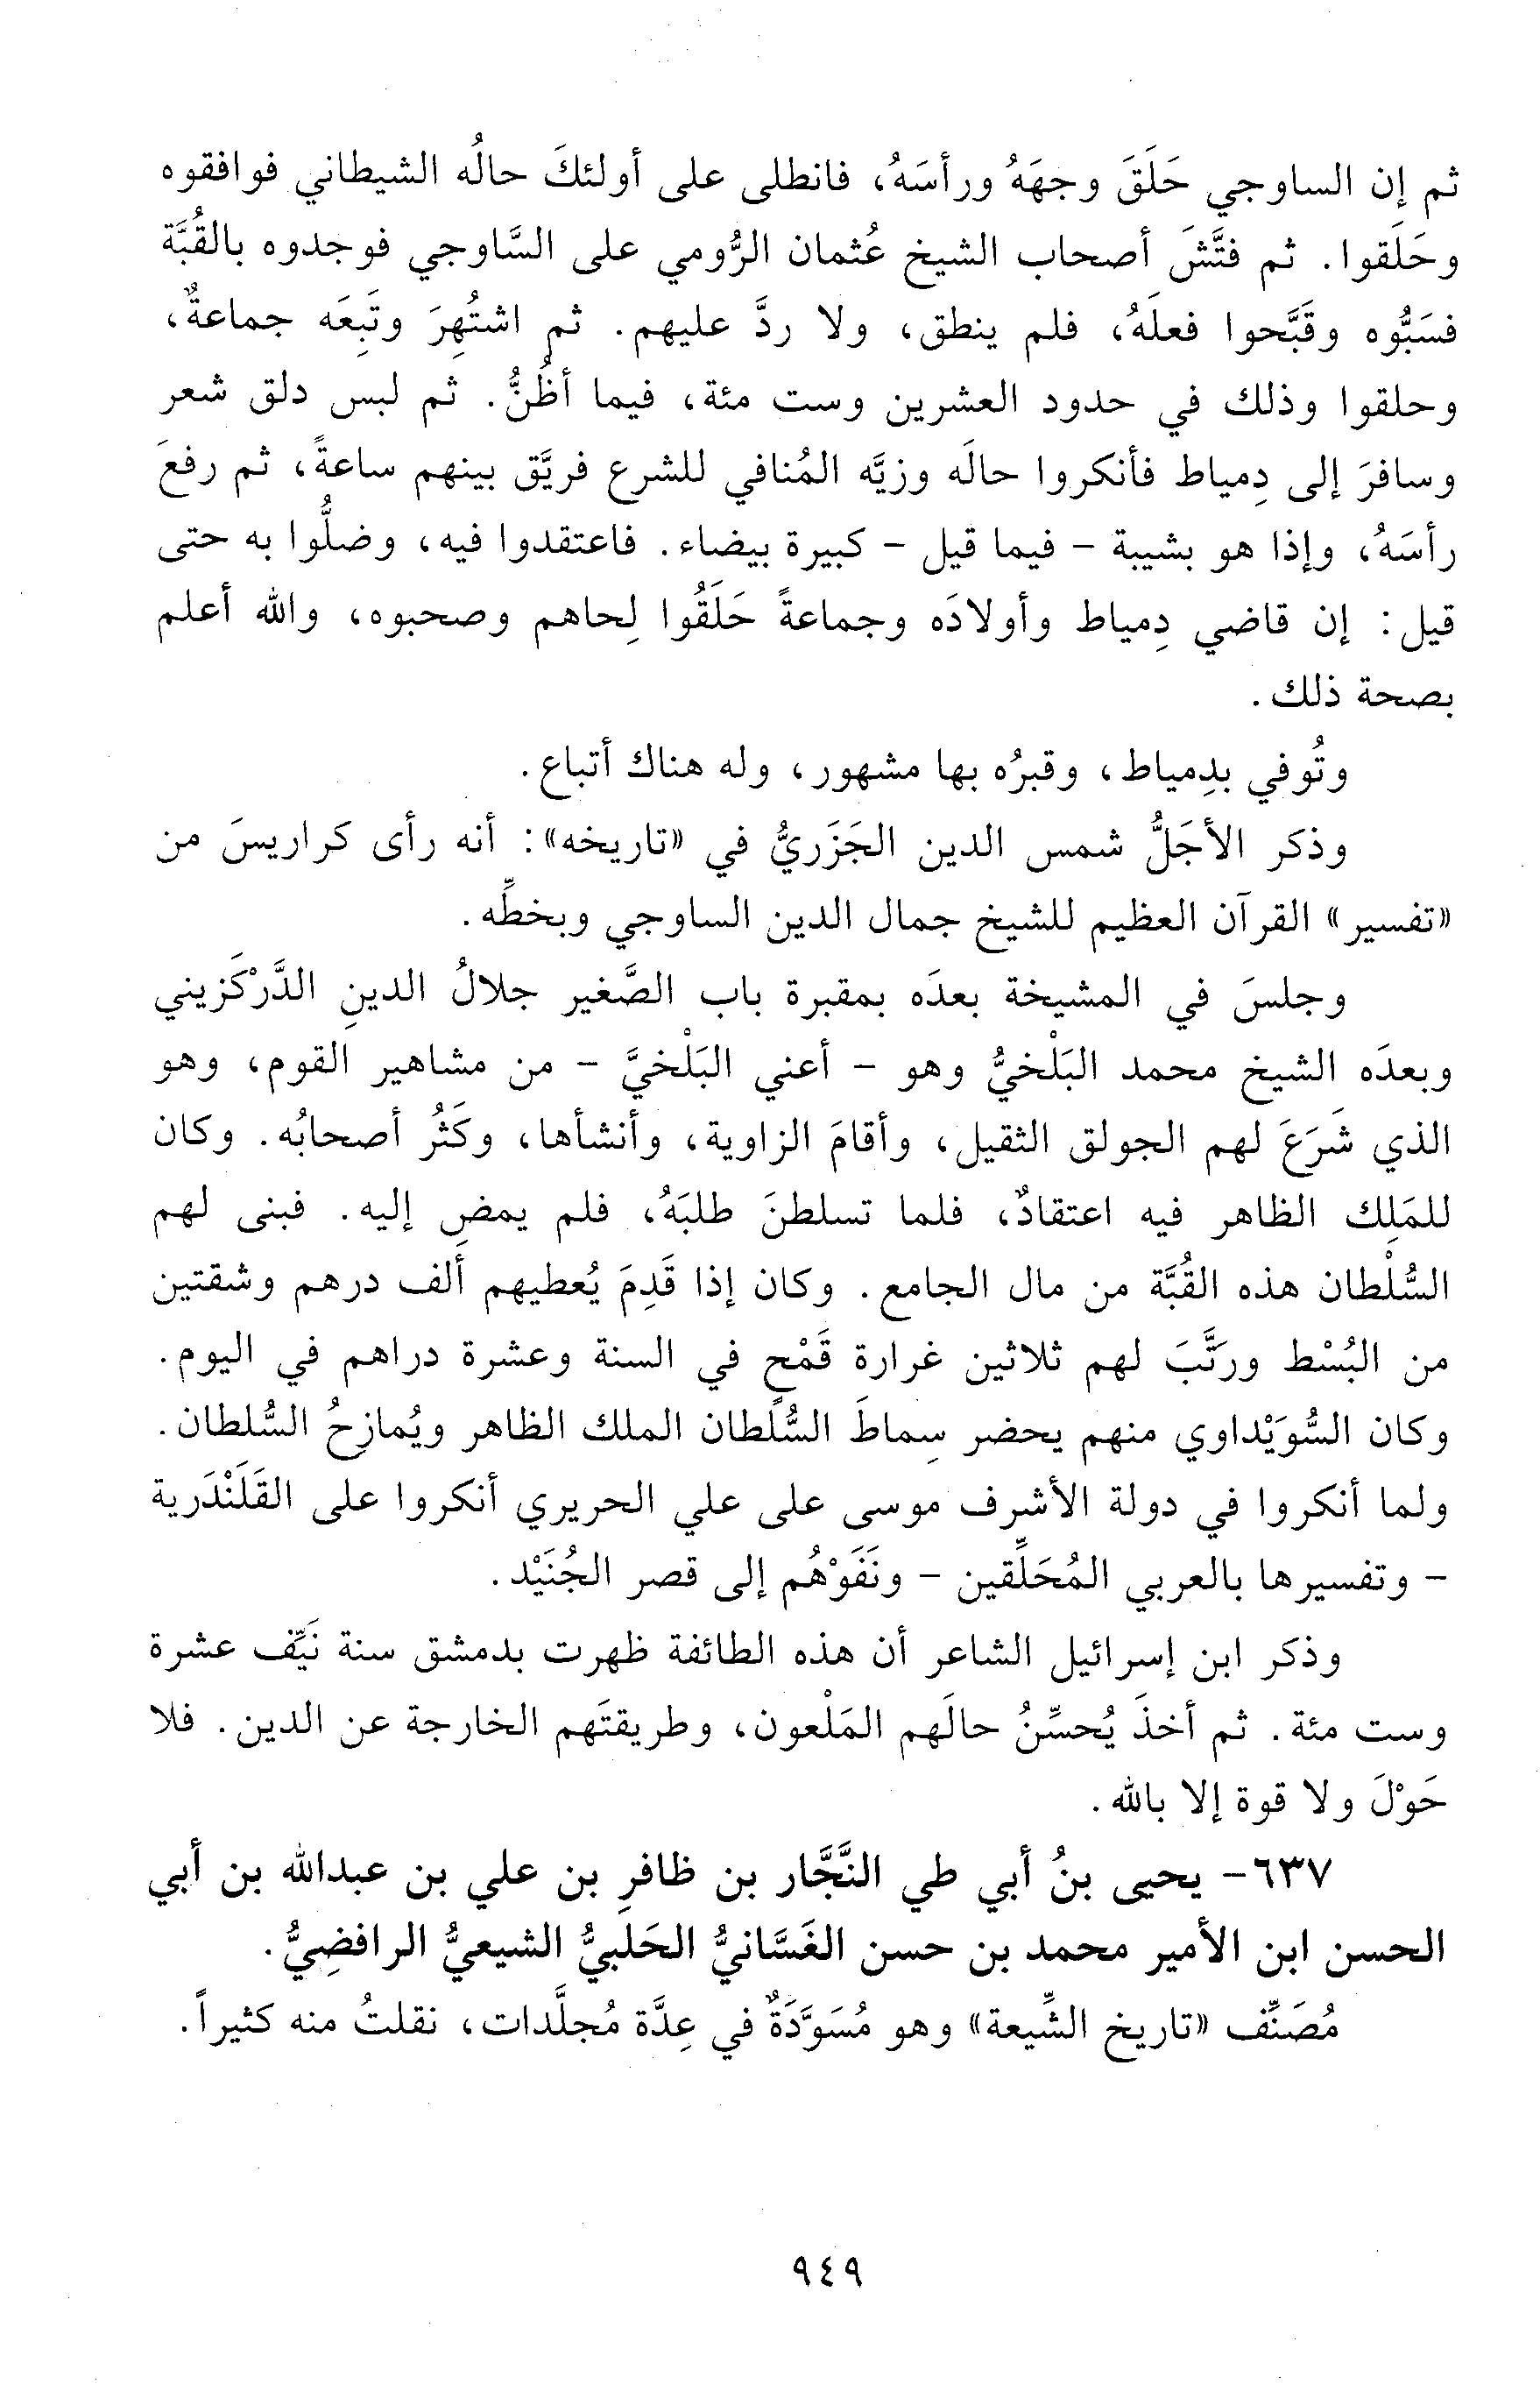 ثم إن الساوجي حَلَقَ وجهَهُ ورأسَهُ، فانطلى على أولئكَ حالُه الشيطاني فوافقوه
وحَلَقوا. ثم فتَّشَ أصحاب الشيخ عُثمان الرُّومي على السَّاوجي فوجدوه بالقُبَّة
فسَبُّوه وقَبَّحوا فعلَهُ، فلم ينطق، ولا ردَّ عليهم. ثم اشتُهِرَ وتَبِعَه جماعةٌ،
وحلقوا وذلك في حدود العشرين وست مئة، فيما أظُنُّ. ثم لبس دلق شعر
وسافرَ إلى دِمياط فأنكروا حالَه وزيَّه المُنافي للشرع فريَّق بينهم ساعةً، ثم رفعَ
رأسَهُ، وإذا هو بشيبة - فيما قيل - كبيرة بيضاء. فاعتقدوا فيه، وضلُّوا به حتى
قيل: إن قاضي دِمياط وأولادَه وجماعةً حَلَقُوا لِحاهم وصحبوه، والله أعلم
بصحة ذلك.
وتُوفي بدِمياط، وقبرُه بها مشهور، وله هناك أتباع.
وذكر الأجَلُّ شمس الدين الجَزَريُّ في «تاريخه»: أنه رأى كراريسَ من
«تفسير» القرآن العظيم للشيخ جمال الدين الساوجي وبخطِّه.
وجلسَ في المشيخة بعدَه بمقبرة باب الصَّغير جلالُ الدينِ الدَّرْكَزيني
وبعدَه الشيخ محمد البَلْخيُّ وهو - أعني البَلْخيَّ - من مشاهير القوم، وهو
الذي شَرَعَ لهم الجولق الثقيل، وأقامَ الزاوية، وأنشأها، وكَثُر أصحابُه. وكان
للمَلِك الظاهر فيه اعتقادٌ، فلما تسلطنَ طلبَهُ، فلم يمضِ إليه. فبنى لهم
السُّلْطان هذه القُبَّة من مال الجامع. وكان إذا قَدِمَ يُعطيهم ألف درهم وشقتين
من البُسْط ورَتَّبَ لهم ثلاثين غرارة قَمْحٍ في السنة وعشرة دراهم في اليوم.
وكان السُّوَيْداوي منهم يحضر سِماطَ السُّلْطان الملك الظاهر ويُمازِحُ السُّلطان.
ولما أنكروا في دولة الأشرف موسى على علي الحريري أنكروا على القَلَنْدَرية
- وتفسيرها بالعربي المُحَلِّقين - ونَفَوْهُم إلى قصر الجُنَيْد.
وذكر ابن إسرائيل الشاعر أن هذه الطائفة ظهرت بدمشق سنة نَيِّف عشرة
وست مئة. ثم أخذَ يُحسِّنُ حالَهم المَلْعون، وطريقتَهم الخارجة عن الدين. فلا
حَوْلَ ولا قوة إلا بالله.
٦٣٧- يحيى بنُ أبي طي النَّجَّار بن ظافرِ بن علي بن عبدالله بن أبي
الحسن ابن الأمير محمد بن حسن الغَسَّانيُّ الحَلَبيُّ الشيعيُّ الرافضِيُّ.
مُصَنِّف «تاريخ الشِّيعة» وهو مُسَوَّدَةٌ في عِدَّة مُجلَّدات، نقلتُ منه كثيراً.
٩٤٩